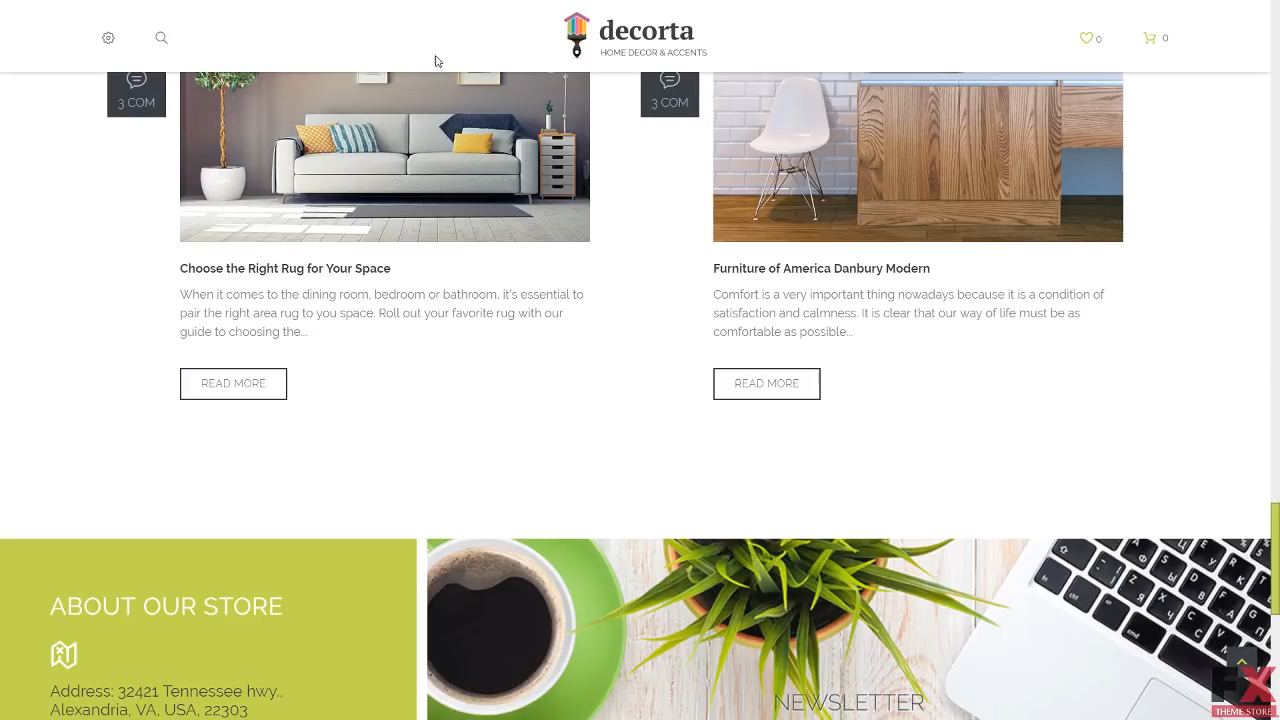 decorta
HOME DECOR & ACCENTS
0
0
3 COM
3 COM
Choose the Right Rug for Your Space
When it comes to the dining room, bedroom or bathroom, it's essential to
pair the right area rug to you space. Roll out your favorite rug with our
guide to choosing the...
READ MORE
Furniture of America Danbury Modern
Comfort is a very important thing nowadays because it is a condition of
satisfaction and calmness. It is clear that our way of life must be as
comfortable as possible...
READ MORE
ABOUT OUR STORE
Address: 32421 Tennessee hwy.,
Alexandria, VA, USA, 22303
NEWSLETTER
FX
THEME STORE